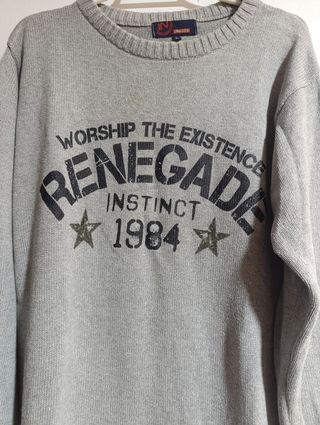 WORSHIP THE EXISTENCE
RENEGADE
INSTINCT
1984